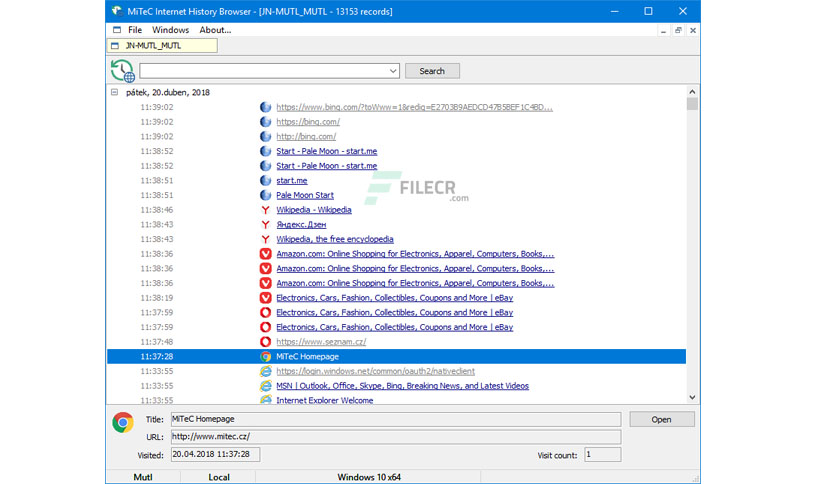 MiTeC Internet History Browser - [JN-MUTL_MUTL - 13153 records]
File Windows About...
JN-MUTL_MUTL
Search
pátek, 20.duben, 2018
11:39:02 https://www.bing.com/?toWww=1&redig=E2703B9AEDCD47B5BEF1C4BD...
11:39:02 https://bing.com/
11:39:02 http://bing.com/
11:38:52 Start - Pale Moon - start.me
11:38:52 Start - Pale Moon - start.me
11:38:51 start.me
11:38:51 Pale Moon Start
11:38:46 Wikipedia - Wikipedia
11:38:43 Яндекс.Дзен
11:38:43 Wikipedia, the free encyclopedia
11:38:36 Amazon.com: Online Shopping for Electronics, Apparel, Computers, Books,...
11:38:36 Amazon.com: Online Shopping for Electronics, Apparel, Computers, Books,...
11:38:36 Amazon.com: Online Shopping for Electronics, Apparel, Computers, Books,...
11:38:19 Electronics, Cars, Fashion, Collectibles, Coupons and More | eBay
11:37:59 Electronics, Cars, Fashion, Collectibles, Coupons and More | eBay
11:37:59 Electronics, Cars, Fashion, Collectibles, Coupons and More | eBay
11:37:48 https://www.seznam.cz/
11:37:28 MiTeC Homepage
11:33:55 https://login.windows.net/common/oauth2/nativeclient
11:33:55 MSN | Outlook, Office, Skype, Bing, Breaking News, and Latest Videos
11:33:55 Internet Explorer Welcome
FILECR
.com
Title: MiTeC Homepage Open
URL: http://www.mitec.cz/
Visited: 20.04.2018 11:37:28 Visit count: 1
Mutl Local Windows 10 x64